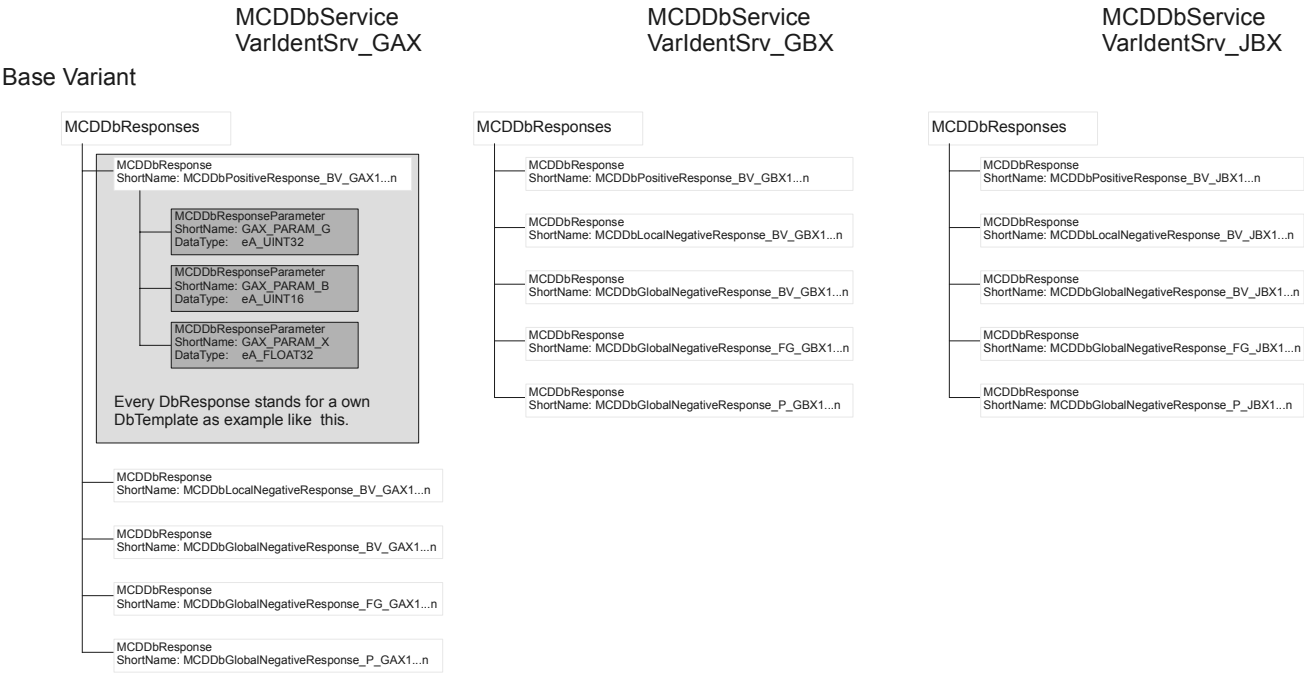 MCDDbService
VarIdentSrv_GAX
MCDDbService
VarIdentSrv_GBX
MCDDbService
VarIdentSrv_JBX
Base Variant
MCDDbResponses
MCDDbResponse
ShortName: MCDDbPositiveResponse_BV_GAX1...n
MCDDbResponseParameter
ShortName: GAX_PARAM_G
DataType: eA_UINT32
MCDDbResponseParameter
ShortName: GAX_PARAM_B
DataType: eA_UINT16
MCDDbResponseParameter
ShortName: GAX_PARAM_X
DataType: eA_FLOAT32
Every DbResponse stands for a own
DbTemplate as example like this.
MCDDbResponse
ShortName: MCDDbLocalNegativeResponse_BV_GAX1...n
MCDDbResponse
ShortName: MCDDbGlobalNegativeResponse_BV_GAX1...n
MCDDbResponse
ShortName: MCDDbGlobalNegativeResponse_FG_GAX1...n
MCDDbResponse
ShortName: MCDDbGlobalNegativeResponse_P_GAX1...n
MCDDbResponses
MCDDbResponse
ShortName: MCDDbPositiveResponse_BV_GBX1...n
MCDDbResponse
ShortName: MCDDbLocalNegativeResponse_BV_GBX1...n
MCDDbResponse
ShortName: MCDDbGlobalNegativeResponse_BV_GBX1...n
MCDDbResponse
ShortName: MCDDbGlobalNegativeResponse_FG_GBX1...n
MCDDbResponse
ShortName: MCDDbGlobalNegativeResponse_P_GBX1...n
MCDDbResponses
MCDDbResponse
ShortName: MCDDbPositiveResponse_BV_JBX1...n
MCDDbResponse
ShortName: MCDDbLocalNegativeResponse_BV_JBX1...n
MCDDbResponse
ShortName: MCDDbGlobalNegativeResponse_BV_JBX1...n
MCDDbResponse
ShortName: MCDDbGlobalNegativeResponse_FG_JBX1...n
MCDDbResponse
ShortName: MCDDbGlobalNegativeResponse_P_JBX1...n